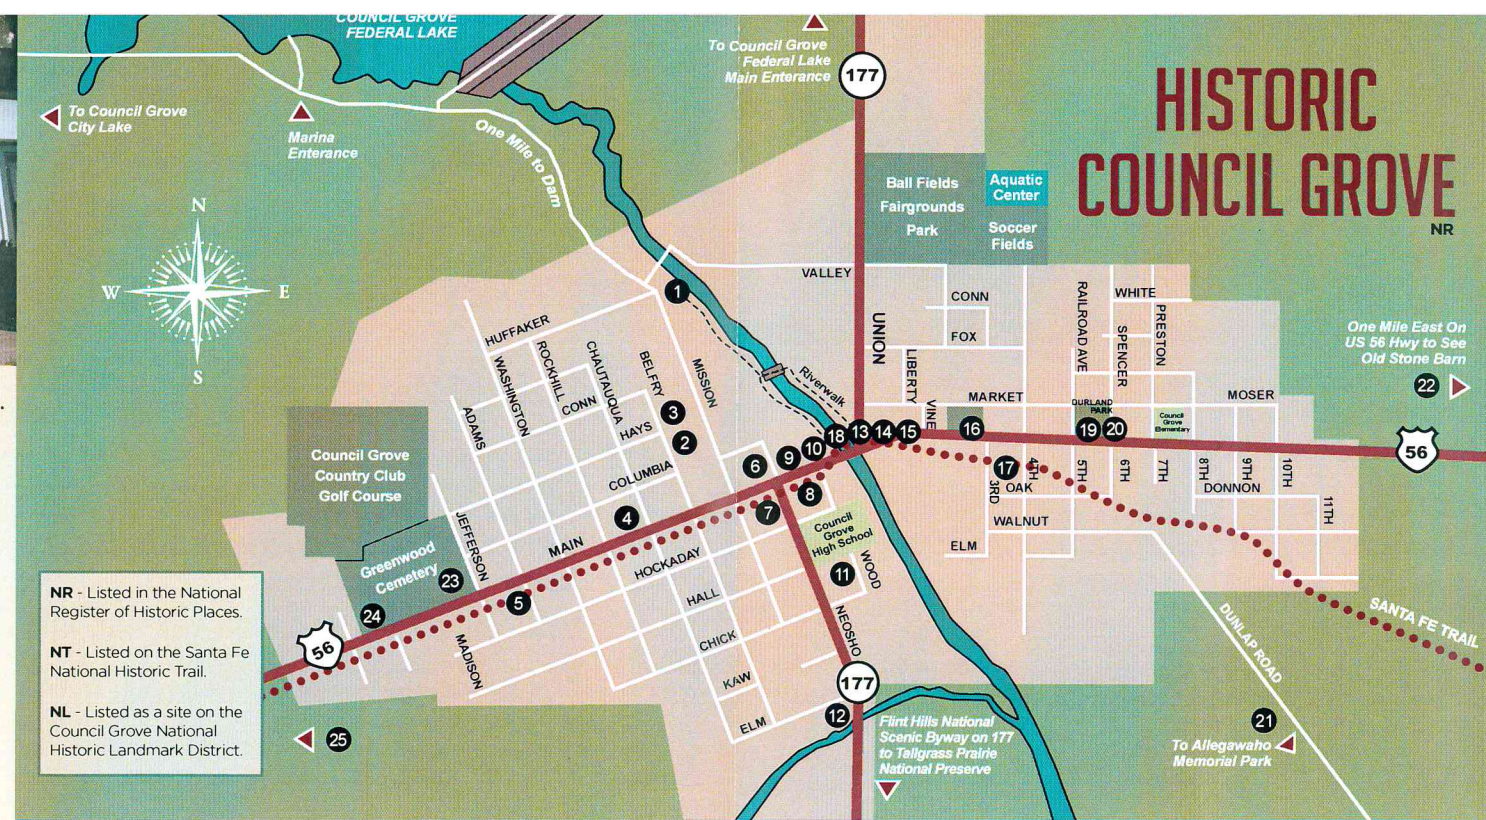 COUNCIL GROVE
FEDERAL LAKE
To Council Grove
Federal Lake
Main Enterance
177
HISTORIC
COUNCIL GROVE
NR
To Council Grove
City Lake
Marina
Enterance
One Mile to Dam
Ball Fields
Fairgrounds
Park
Aquatic
Center
Soccer
Fields
N
W
E
S
VALLEY
1
CONN
WHITE
HUFFAKER
UNION
FOX
RAILROAD AVE
SPENCER
PRESTON
One Mile East On
US 56 Hwy to See
Old Stone Barn
22
WASHINGTON
ROCKHILL
CHAUTAUQUA
BELFRY
MISSION
Riverwalk
LIBERTY
VINE
MARKET
DURLAND
PARK
MOSER
ADAMS
CONN
HAYS
3
2
COLUMBIA
6
9
10
18
13
14
15
16
19
20
Council
Grove
Elementary
56
Council Grove
Country Club
Golf Course
17
3RD
4TH
5TH
6TH
7TH
8TH
9TH
10TH
11TH
OAK
DONNON
WALNUT
ELM
4
7
8
JEFFERSON
MAIN
HOCKADAY
Council
Grove
High School
WOOD
11
Greenwood
Cemetery
23
24
5
HALL
CHICK
KAW
ELM
NEOSHO
MADISON
56
177
12
NR - Listed in the National
Register of Historic Places.
NT - Listed on the Santa Fe
National Historic Trail.
NL - Listed as a site on the
Council Grove National
Historic Landmark District.
25
Flint Hills National
Scenic Byway on 177
to Tallgrass Prairie
National Preserve
DUNLAP ROAD
SANTA FE TRAIL
21
To Allegawaho
Memorial Park